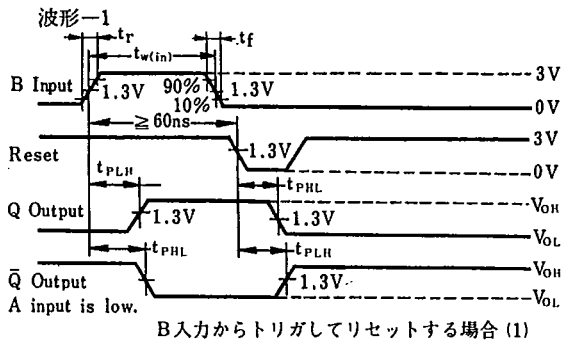 波形-1
tr
tw(in)
tf
B Input
90%
10%
1.3V
1.3V
3V
0V
≧60ns
Reset
1.3V
3V
0V
tPLH
tPHL
Q Output
1.3V
1.3V
VOH
VOL
tPHL
tPLH
Q̅ Output
1.3V
1.3V
VOH
VOL
A input is low.
B入力からトリガしてリセットする場合(1)